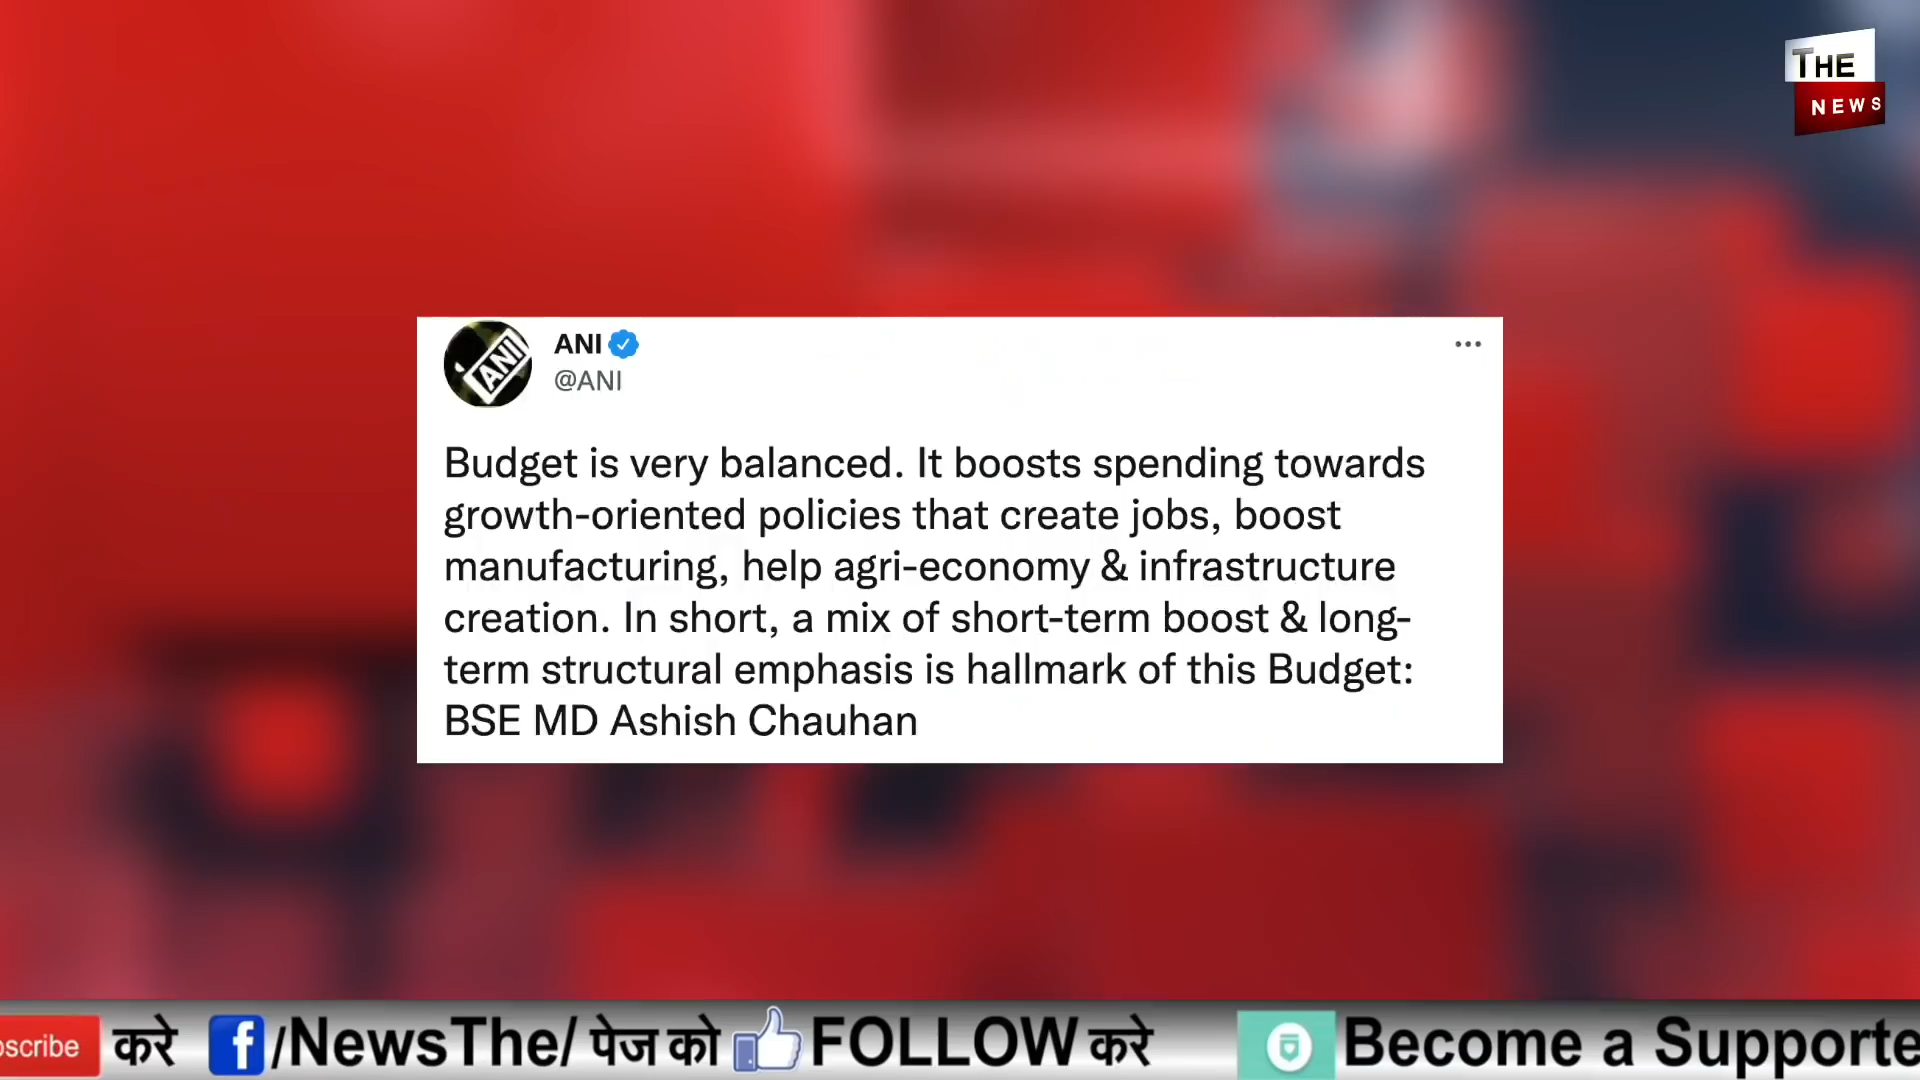 THE
NEWS
ANI
ANI
@ANI
Budget is very balanced. It boosts spending towards
growth-oriented policies that create jobs, boost
manufacturing, help agri-economy & infrastructure
creation. In short, a mix of short-term boost & long-
term structural emphasis is hallmark of this Budget:
BSE MD Ashish Chauhan
oscribe करे f/NewsThe/ पेज को FOLLOW करे Become a Supporte